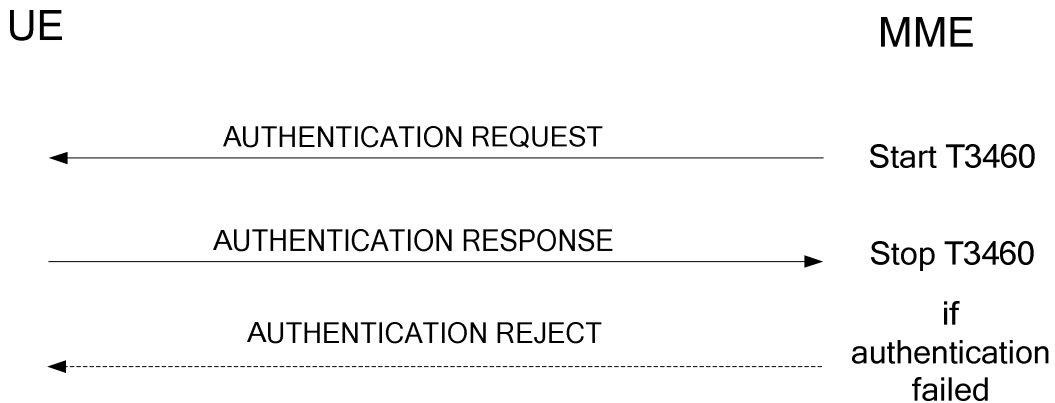 UE
MME
AUTHENTICATION REQUEST
Start T3460
AUTHENTICATION RESPONSE
Stop T3460
AUTHENTICATION REJECT
if
authentication
failed